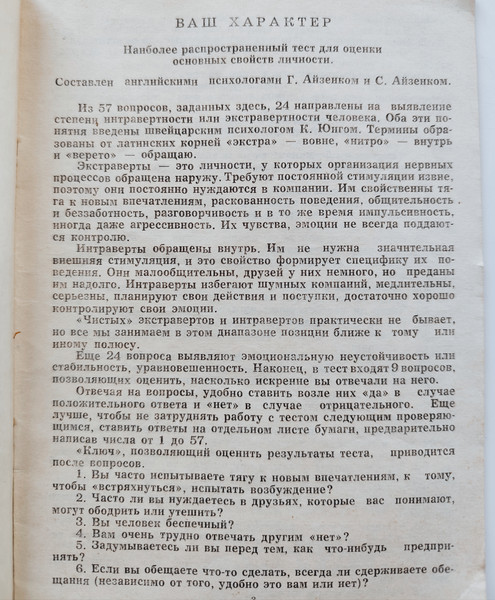 ВАШ ХАРАКТЕР
Наиболее распространенный тест для оценки
основных свойств личности.
Составлен английскими психологами Г. Айзенком и С. Айзенком.
Из 57 вопросов, заданных здесь, 24 направлены на выявление
степени интравертности или экстравертности человека. Оба эти по-
нятия введены швейцарским психологом К. Юнгом. Термины обра-
зованы от латинских корней «экстра» — вовне, «интро» — внутрь
и «верето» — обращаю.
Экстраверты — это личности, у которых организация нервных
процессов обращена наружу. Требуют постоянной стимуляции извне,
поэтому они постоянно нуждаются в компании. Им свойственны тя-
га к новым впечатлениям, раскованность поведения, общительность
и беззаботность, разговорчивость и в то же время импульсивность,
иногда даже агрессивность. Их чувства, эмоции не всегда поддают-
ся контролю.
Интраверты обращены внутрь. Им не нужна значительная
внешняя стимуляция, и это свойство формирует специфику их по-
ведения. Они малообщительны, друзей у них немного, но преданы
им надолго. Интраверты избегают шумных компаний, медлительны,
серьезны, планируют свои действия и поступки, достаточно хорошо
контролируют свои эмоции.
«Чистых» экстравертов и интравертов практически не бывает,
но все мы занимаем в этом диапазоне позиции ближе к тому или
иному полюсу.
Еще 24 вопроса выявляют эмоциональную неустойчивость или
стабильность, уравновешенность. Наконец, в тест входят 9 вопросов,
позволяющих оценить, насколько искренне вы отвечали на него.
Отвечая на вопросы, удобно ставить возле них «да» в случае
положительного ответа и «нет» в случае отрицательного. Еще
лучше, чтобы не затруднять работу с тестом следующим проверяю-
щимся, ставить ответы на отдельном листе бумаги, предварительно
написав числа от 1 до 57.
«Ключ», позволяющий оценить результаты теста, приводится
после вопросов.
1. Вы часто испытываете тягу к новым впечатлениям, к тому,
чтобы «встряхнуться», испытать возбуждение?
2. Часто ли вы нуждаетесь в друзьях, которые вас понимают,
могут ободрить или утешить?
3. Вы человек беспечный?
4. Вам очень трудно отвечать другим «нет»?
5. Задумываетесь ли вы перед тем, как что-нибудь предпри-
нять?
6. Если вы обещаете что-то сделать, всегда ли сдерживаете обе-
щания (независимо от того, удобно это вам или нет)?